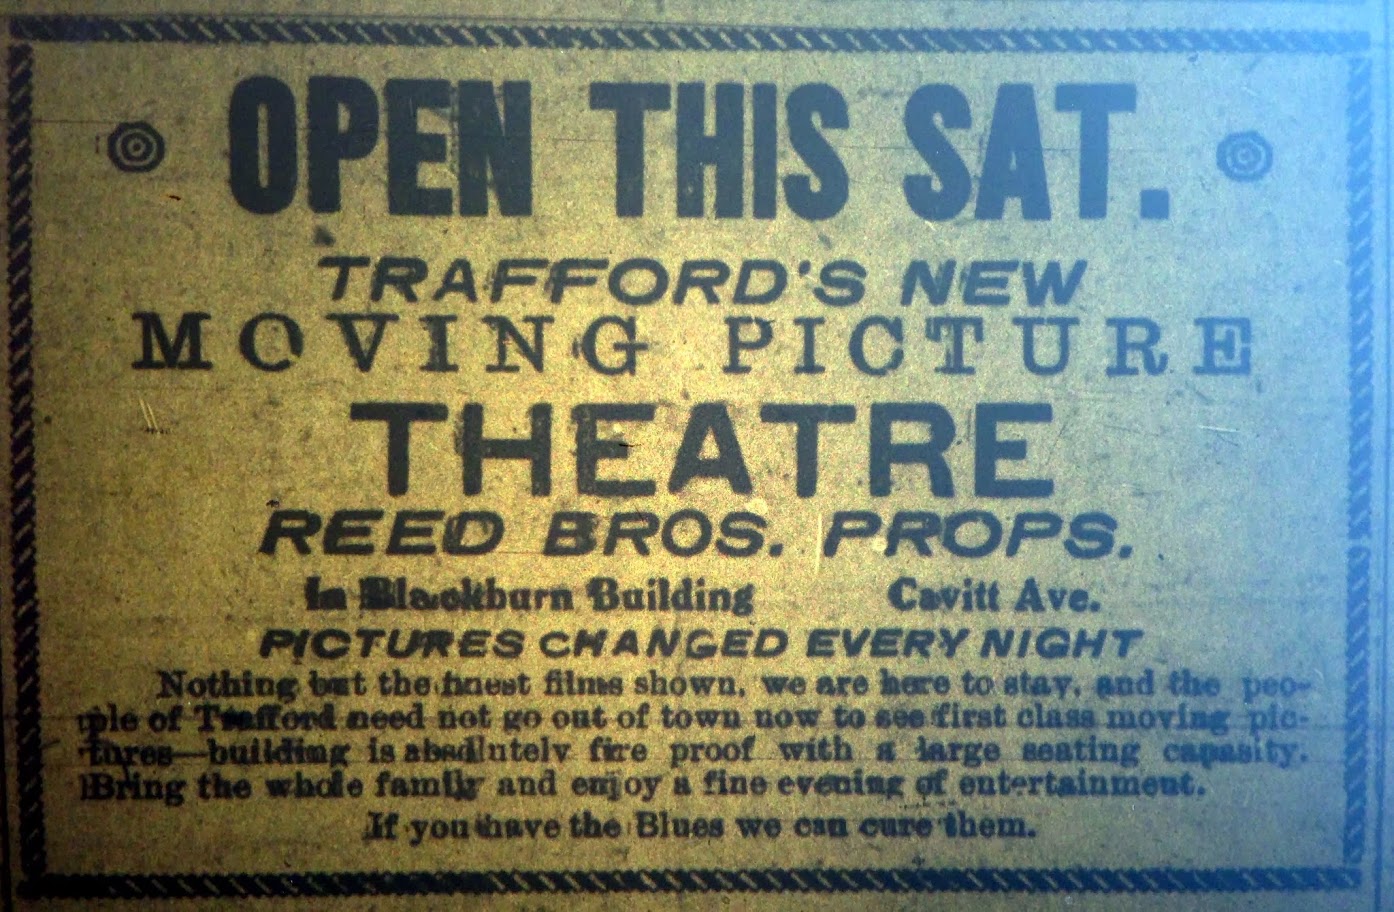 OPEN THIS SAT.
TRAFFORD'S NEW
MOVING PICTURE
THEATRE
REED BROS. PROPS.
In Blackburn Building Cavitt Ave.
PICTURES CHANGED EVERY NIGHT
Nothing but the finest films shown, we are here to stay, and the peo-
ple of Trafford need not go out of town now to see first class moving pic-
tures—building is absolutely fire proof with a large seating capasity.
Bring the whole family and enjoy a fine evening of entertainment.
If you have the Blues we can cure them.